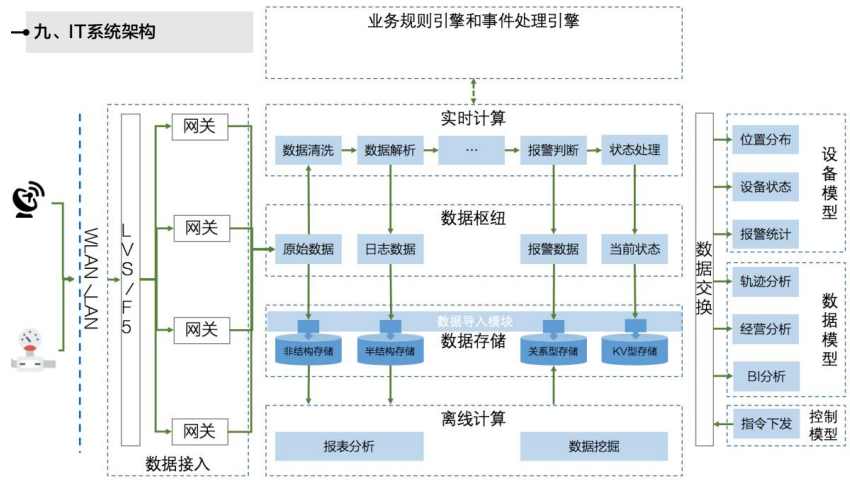 九、IT系统架构
业务规则引擎和事件处理引擎
WLAN/LAN
LVS/F5
网关
网关
网关
网关
数据接入
实时计算
数据清洗
数据解析
...
报警判断
状态处理
数据枢纽
原始数据
日志数据
报警数据
当前状态
数据导入模块
数据存储
非结构存储
半结构存储
关系型存储
KV型存储
离线计算
报表分析
数据挖掘
数据交换
位置分布
设备状态
报警统计
设备模型
轨迹分析
经营分析
BI分析
数据模型
指令下发
控制
模型